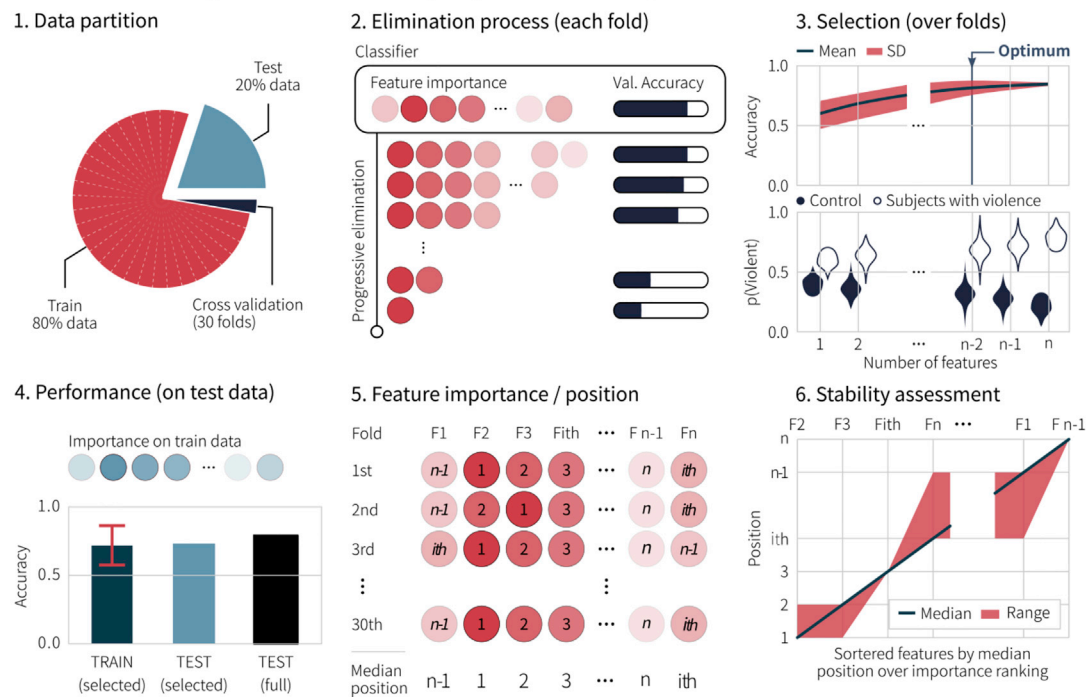 1. Data partition
Test
20% data
Train
80% data
Cross validation
(30 folds)
2. Elimination process (each fold)
Classifier
Feature importance
Val. Accuracy
...
Progressive elimination
...
...
3. Selection (over folds)
Mean
SD
Optimum
1.0
Accuracy
0.5
...
0.0
Control
Subjects with violence
1.0
p(Violent)
0.5
...
0.0
1 2 ... n-2 n-1 n
Number of features
4. Performance (on test data)
Importance on train data
...
1.0
Accuracy
0.5
0.0
TRAIN
(selected)
TEST
(selected)
TEST
(full)
5. Feature importance / position
Fold F1 F2 F3 Fith ... F n-1 Fn
1st n-1 1 2 3 ... n ith
2nd n-1 2 1 3 ... n ith
3rd ith 1 2 3 ... n n-1
... ...
30th n-1 1 2 3 ... n ith
Median
position n-1 1 2 3 ... n ith
6. Stability assessment
F2 F3 Fith Fn ... F1 F n-1
n
n-1
Position
ith
3
2
1
Median
Range
Sortered features by median
position over importance ranking